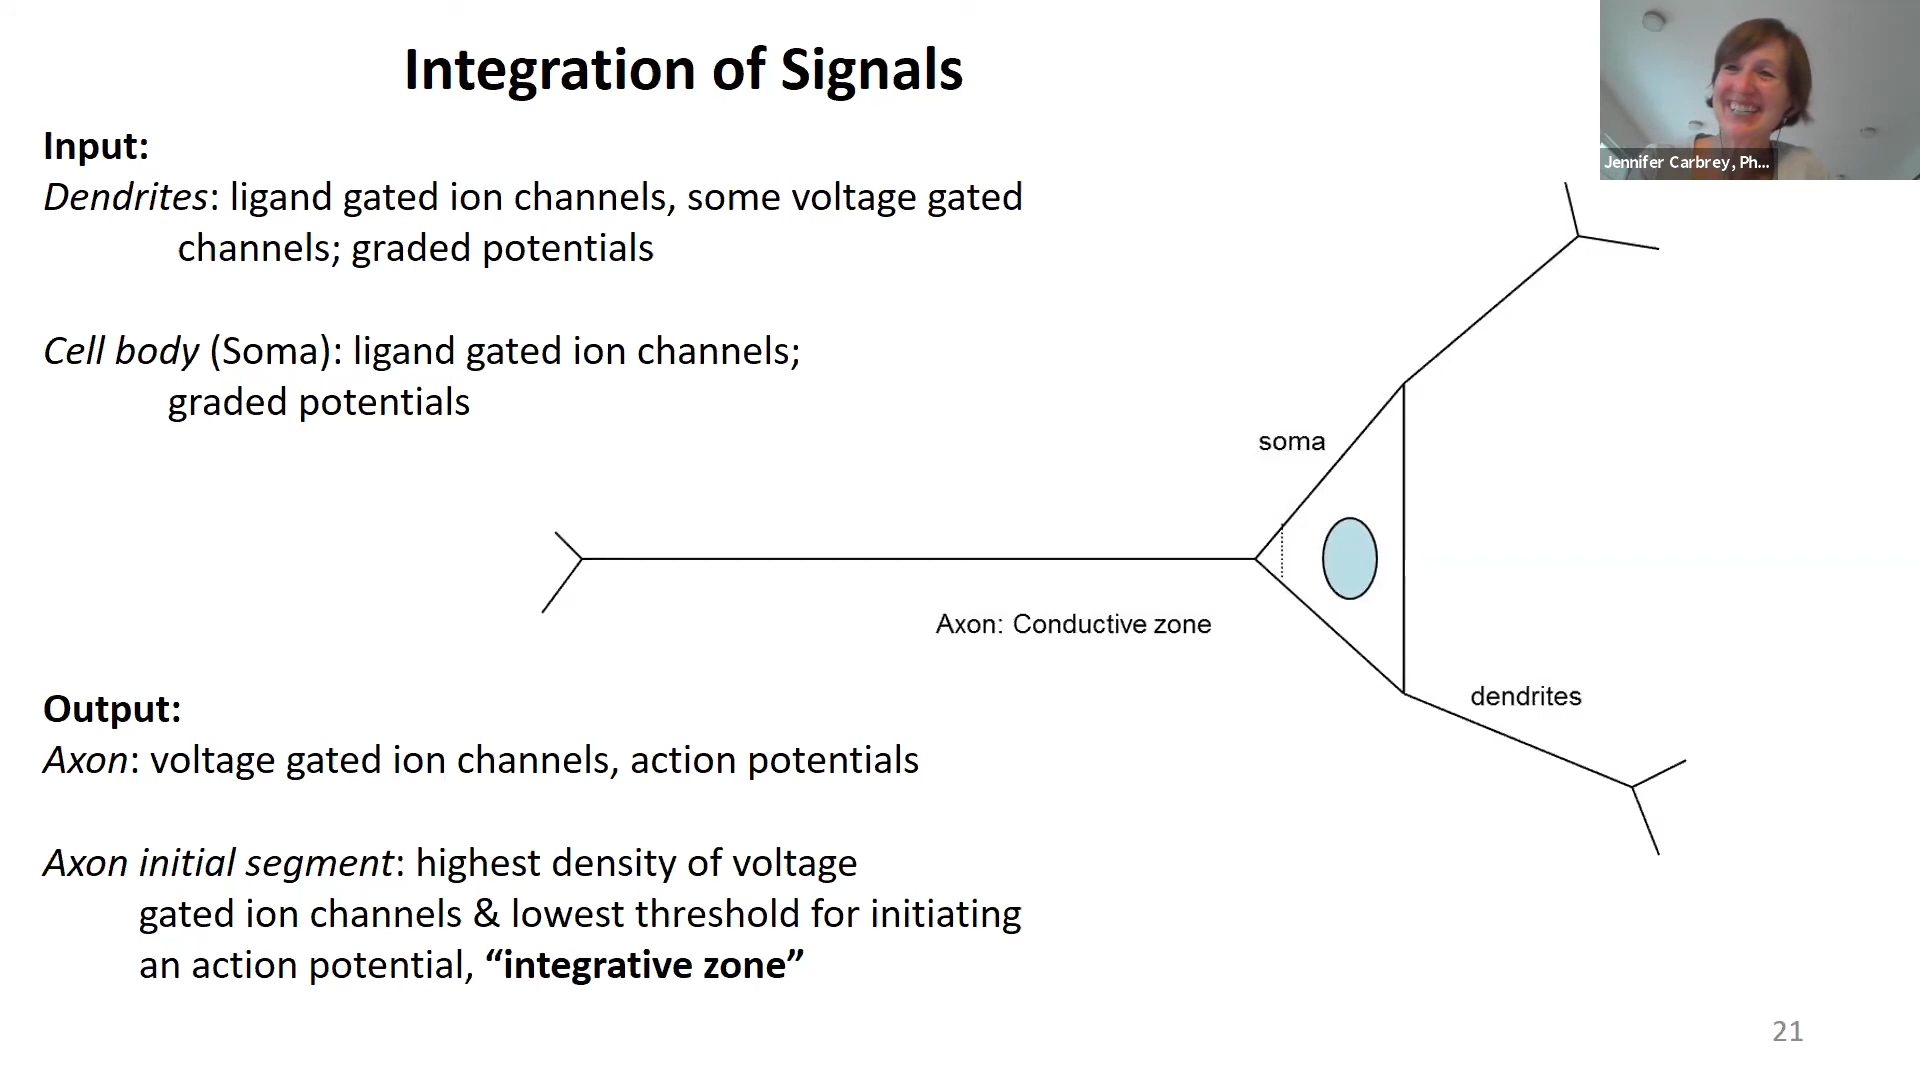 Integration of Signals
Jennifer Carbrey, Ph...
Input:
Dendrites: ligand gated ion channels, some voltage gated
channels; graded potentials
Cell body (Soma): ligand gated ion channels;
graded potentials
soma
Axon: Conductive zone
dendrites
Output:
Axon: voltage gated ion channels, action potentials
Axon initial segment: highest density of voltage
gated ion channels & lowest threshold for initiating
an action potential, “integrative zone”
21